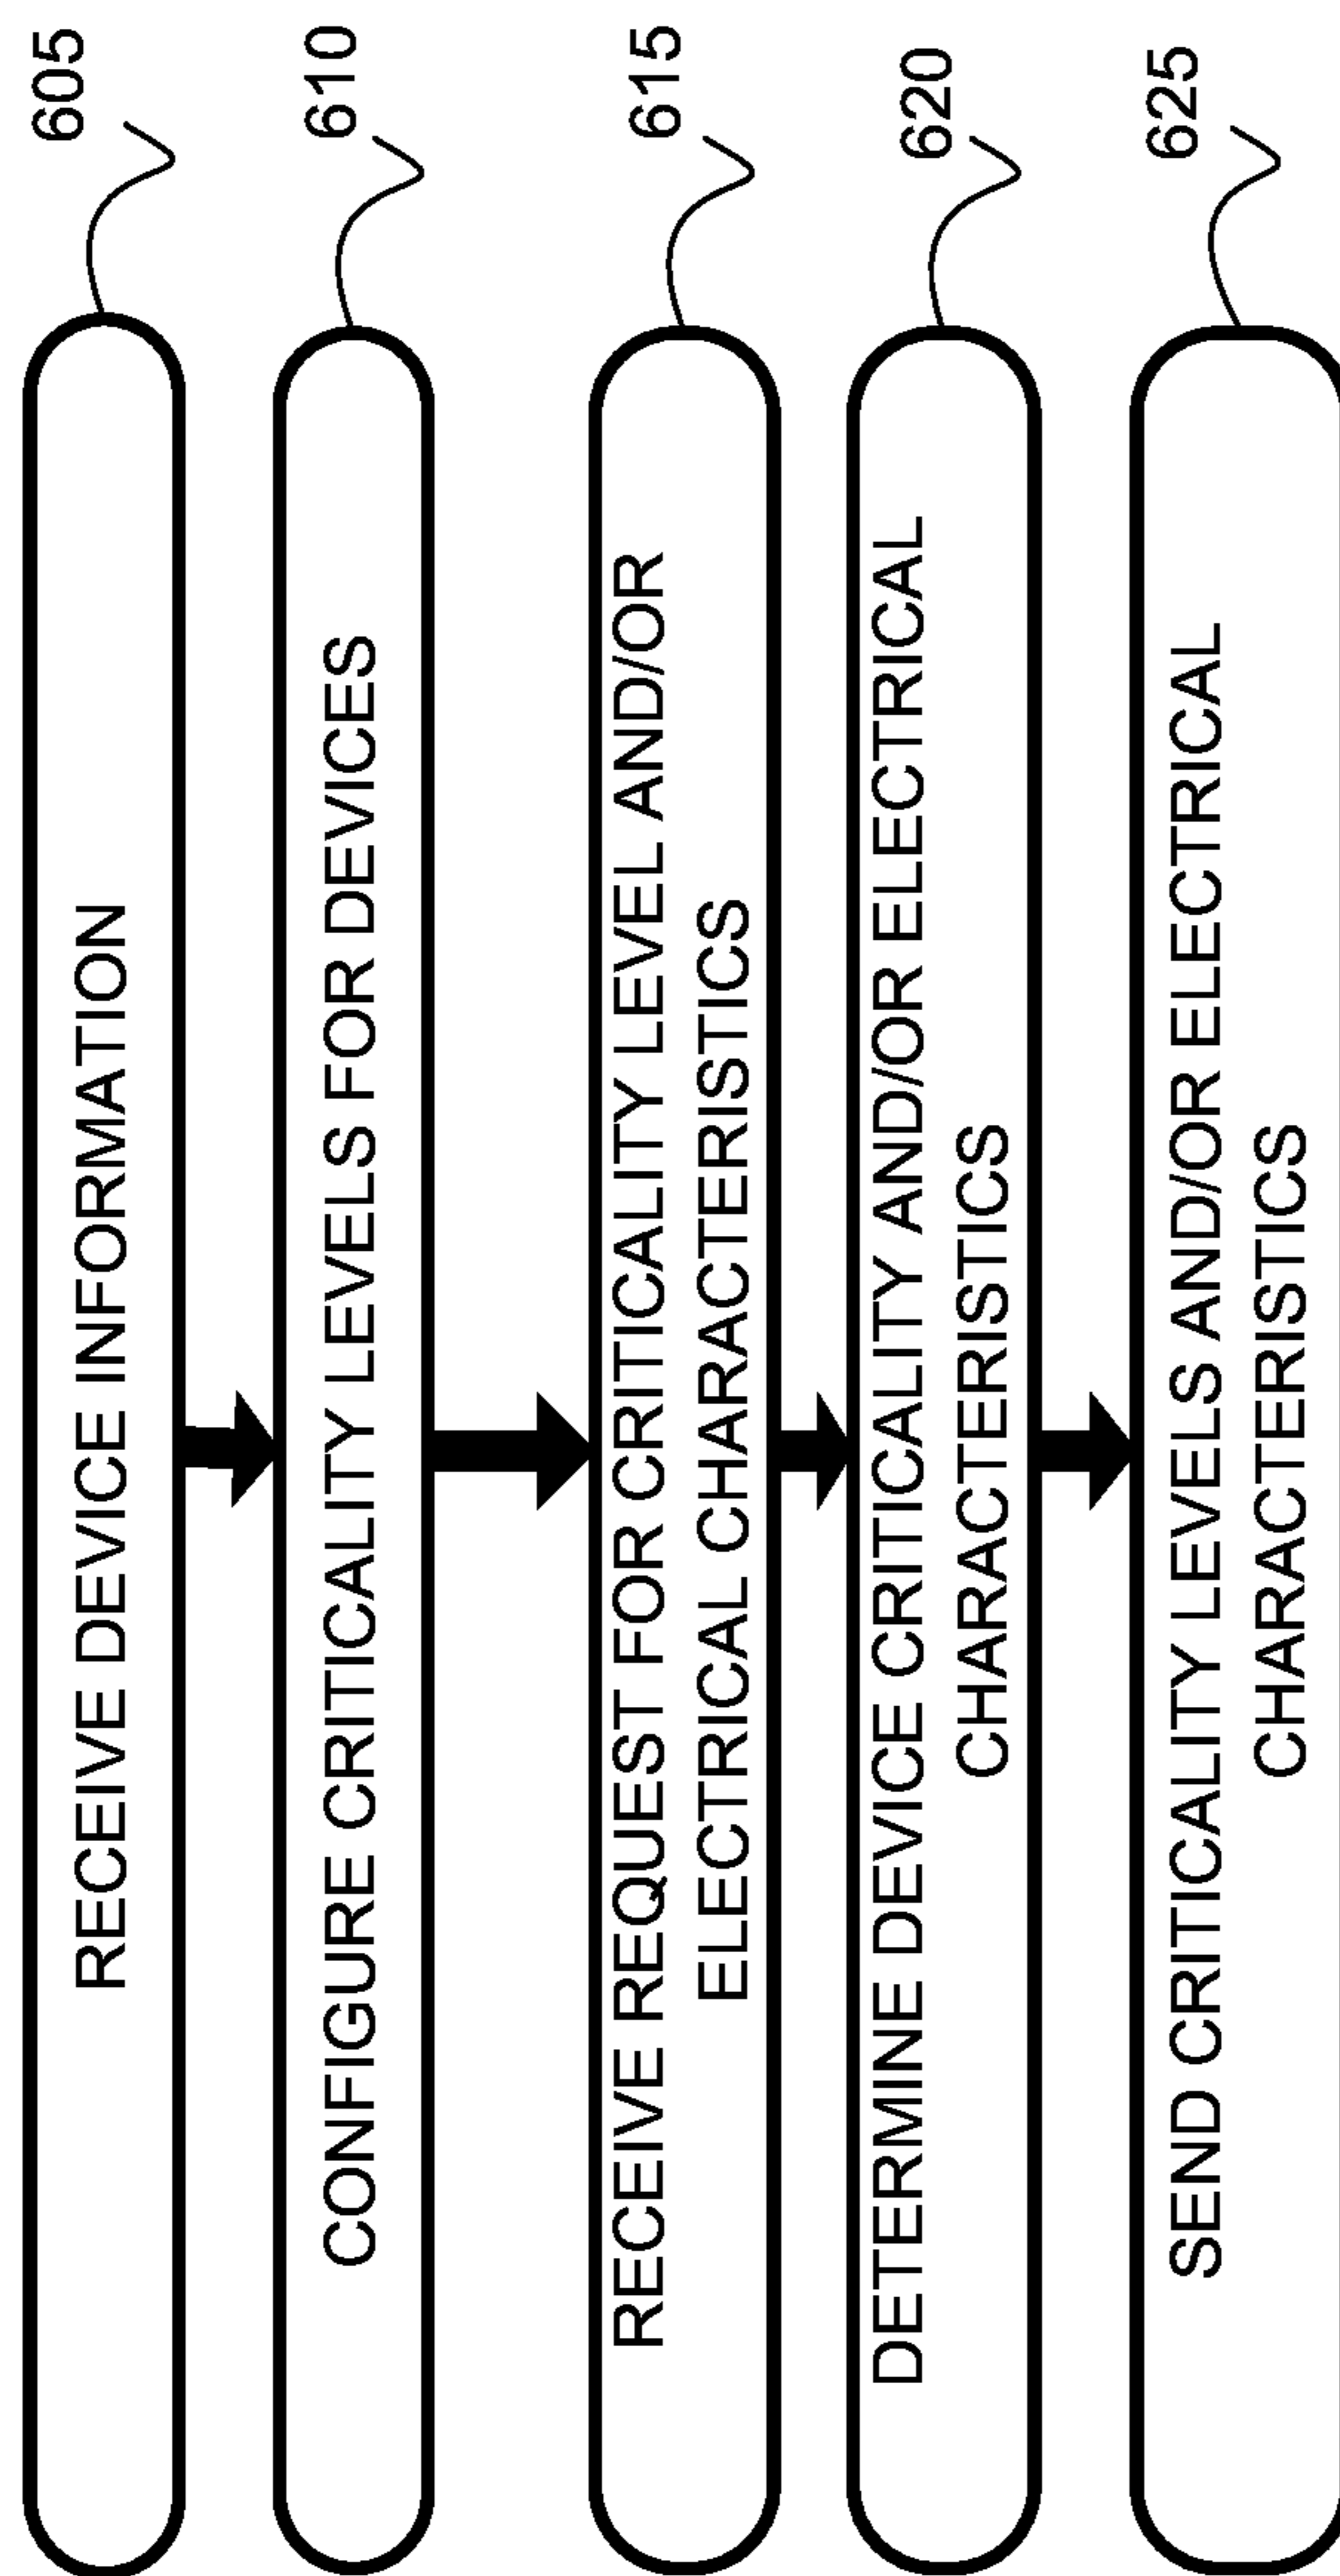 RECEIVE DEVICE INFORMATION
605
CONFIGURE CRITICALITY LEVELS FOR DEVICES
610
RECEIVE REQUEST FOR CRITICALITY LEVEL AND/OR
ELECTRICAL CHARACTERISTICS
615
DETERMINE DEVICE CRITICALITY AND/OR ELECTRICAL
CHARACTERISTICS
620
SEND CRITICALITY LEVELS AND/OR ELECTRICAL
CHARACTERISTICS
625